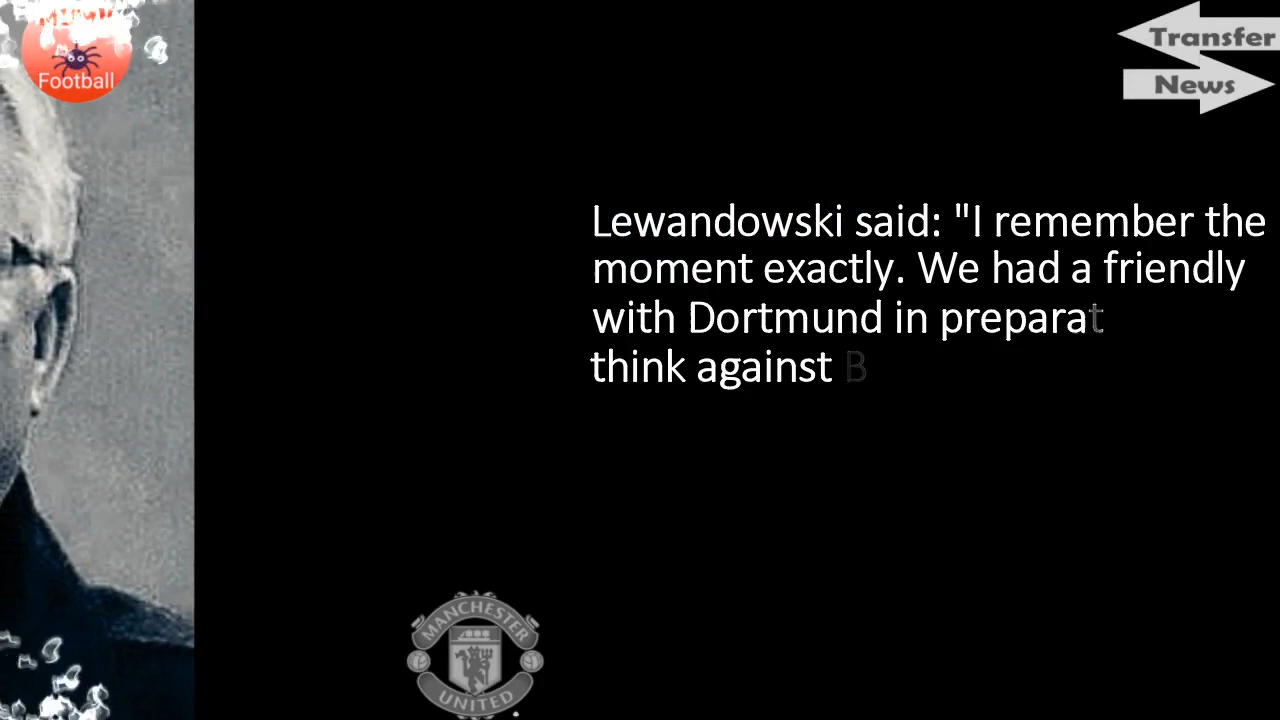 Football
Transfer
News
Lewandowski said: "I remember the
moment exactly. We had a friendly
with Dortmund in preparat
think against B
MANCHESTER
UNITED